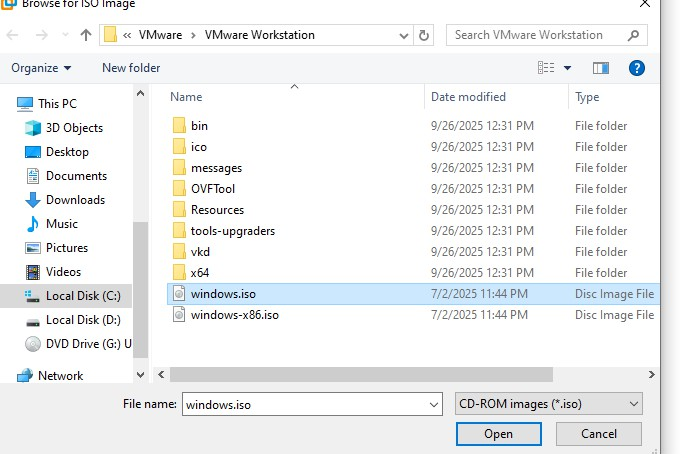 Browse for ISO Image
« VMware > VMware Workstation
Search VMware Workstation
Organize
New folder
This PC
3D Objects
Desktop
Documents
Downloads
Music
Pictures
Videos
Local Disk (C:)
Local Disk (D:)
DVD Drive (G:) U
Network
Name Date modified Type
bin 9/26/2025 12:31 PM File folder
ico 9/26/2025 12:31 PM File folder
messages 9/26/2025 12:31 PM File folder
OVFTool 9/26/2025 12:31 PM File folder
Resources 9/26/2025 12:31 PM File folder
tools-upgraders 9/26/2025 12:31 PM File folder
vkd 9/26/2025 12:31 PM File folder
x64 9/26/2025 12:31 PM File folder
windows.iso 7/2/2025 11:44 PM Disc Image File
windows-x86.iso 7/2/2025 11:44 PM Disc Image File
File name: windows.iso
CD-ROM images (*.iso)
Open
Cancel